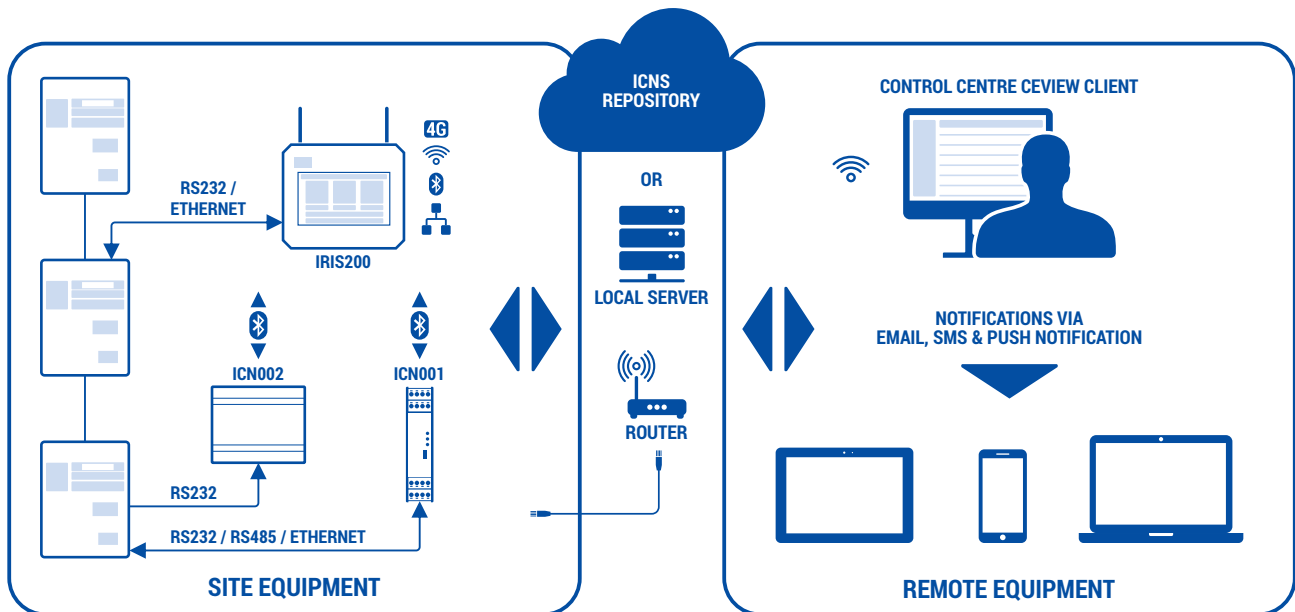 ICNS
REPOSITORY
OR
LOCAL SERVER
ROUTER
RS232 /
ETHERNET
4G
IRIS200
ICN002
ICN001
RS232
RS232 / RS485 / ETHERNET
SITE EQUIPMENT
CONTROL CENTRE CEVIEW CLIENT
NOTIFICATIONS VIA
EMAIL, SMS & PUSH NOTIFICATION
REMOTE EQUIPMENT